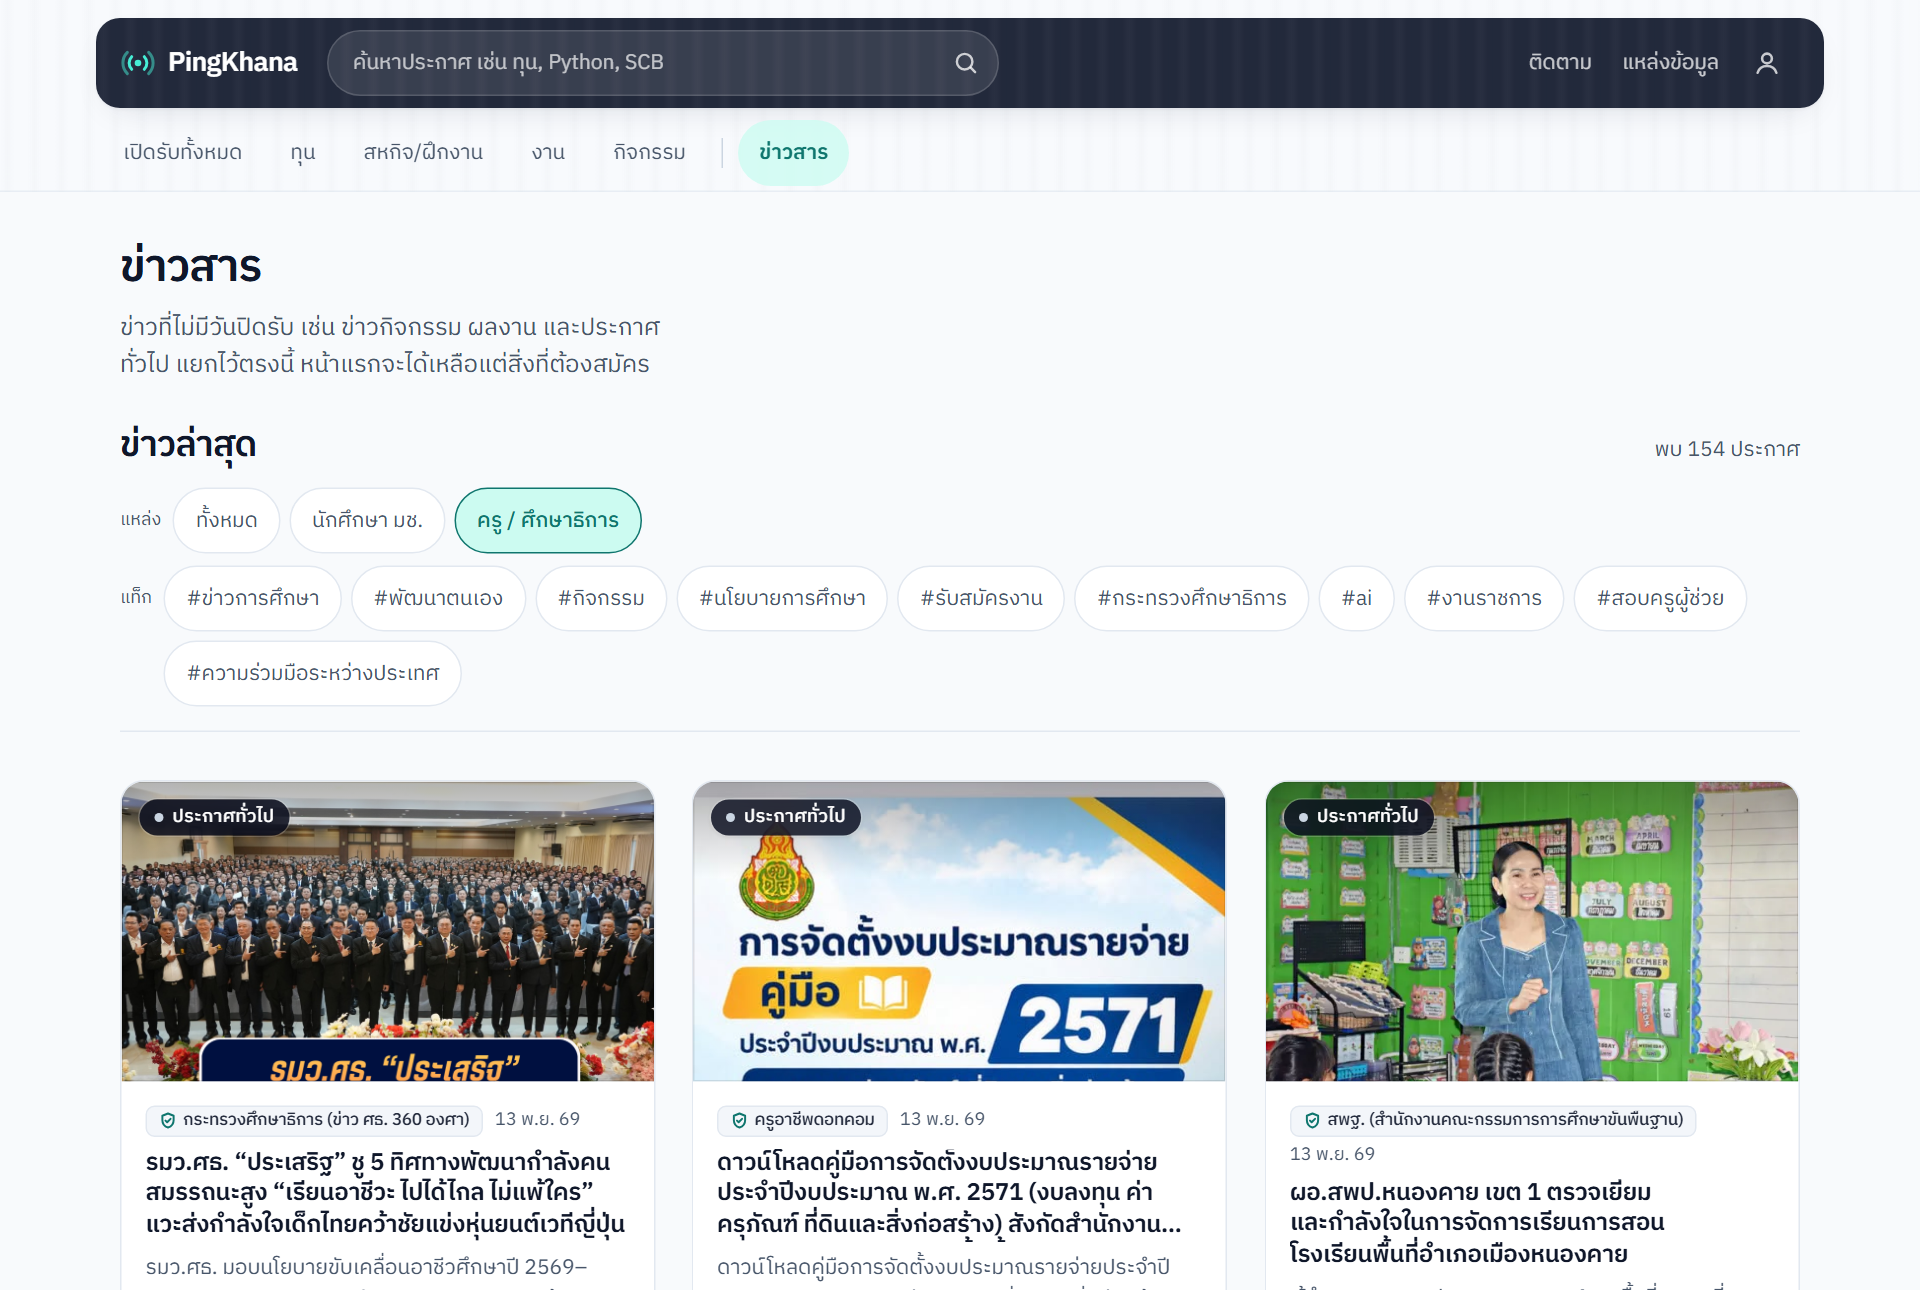 PingKhana
ค้นหาประกาศ เช่น ทุน, Python, SCB
ติดตาม
แหล่งข้อมูล
เปิดรับทั้งหมด
ทุน
สหกิจ/ฝึกงาน
งาน
กิจกรรม
ข่าวสาร
ข่าวสาร
ข่าวที่ไม่มีวันปิดรับ เช่น ข่าวกิจกรรม ผลงาน และประกาศ
ทั่วไป แยกไว้ตรงนี้ หน้าแรกจะได้เหลือแต่สิ่งที่ต้องสมัคร
ข่าวล่าสุด
พบ 154 ประกาศ
แหล่ง
ทั้งหมด
นักศึกษา มช.
ครู / ศึกษาธิการ
แท็ก
#ข่าวการศึกษา
#พัฒนาตนเอง
#กิจกรรม
#นโยบายการศึกษา
#รับสมัครงาน
#กระทรวงศึกษาธิการ
#ai
#งานราชการ
#สอบครูผู้ช่วย
#ความร่วมมือระหว่างประเทศ
ประกาศทั่วไป
รมว.ศธ. “ประเสริฐ”
กระทรวงศึกษาธิการ (ข่าว ศธ. 360 องศา)
13 พ.ย. 69
รมว.ศธ. “ประเสริฐ” ชู 5 ทิศทางพัฒนากำลังคน
สมรรถนะสูง “เรียนอาชีวะ ไปได้ไกล ไม่แพ้ใคร”
แวะส่งกำลังใจเด็กไทยคว้าชัยแข่งหุ่นยนต์เวทีญี่ปุ่น
รมว.ศธ. มอบนโยบายขับเคลื่อนอาชีวศึกษาปี 2569–
ประกาศทั่วไป
การจัดตั้งงบประมาณรายจ่าย
คู่มือ
ประจำปีงบประมาณ พ.ศ. 2571
ครูอาชีพดอทคอม
13 พ.ย. 69
ดาวน์โหลดคู่มือการจัดตั้งงบประมาณรายจ่าย
ประจำปีงบประมาณ พ.ศ. 2571 (งบลงทุน ค่า
ครุภัณฑ์ ที่ดินและสิ่งก่อสร้าง) สังกัดสำนักงาน...
ดาวน์โหลดคู่มือการจัดตั้งงบประมาณรายจ่ายประจำปี
ประกาศทั่วไป
MARCH
APRIL
JULY
AUGUST
DECEMBER
สพฐ. (สำนักงานคณะกรรมการการศึกษาขั้นพื้นฐาน)
13 พ.ย. 69
ผอ.สพป.หนองคาย เขต 1 ตรวจเยี่ยม
และกำลังใจในการจัดการเรียนการสอน
โรงเรียนพื้นที่อำเภอเมืองหนองคาย